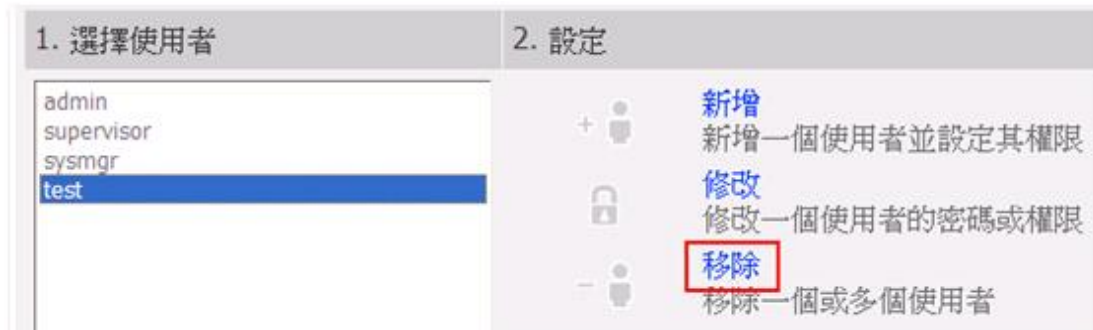 1. 選擇使用者
2. 設定
admin
supervisor
sysmgr
test
新增
新增一個使用者並設定其權限
修改
修改一個使用者的密碼或權限
移除
移除一個或多個使用者